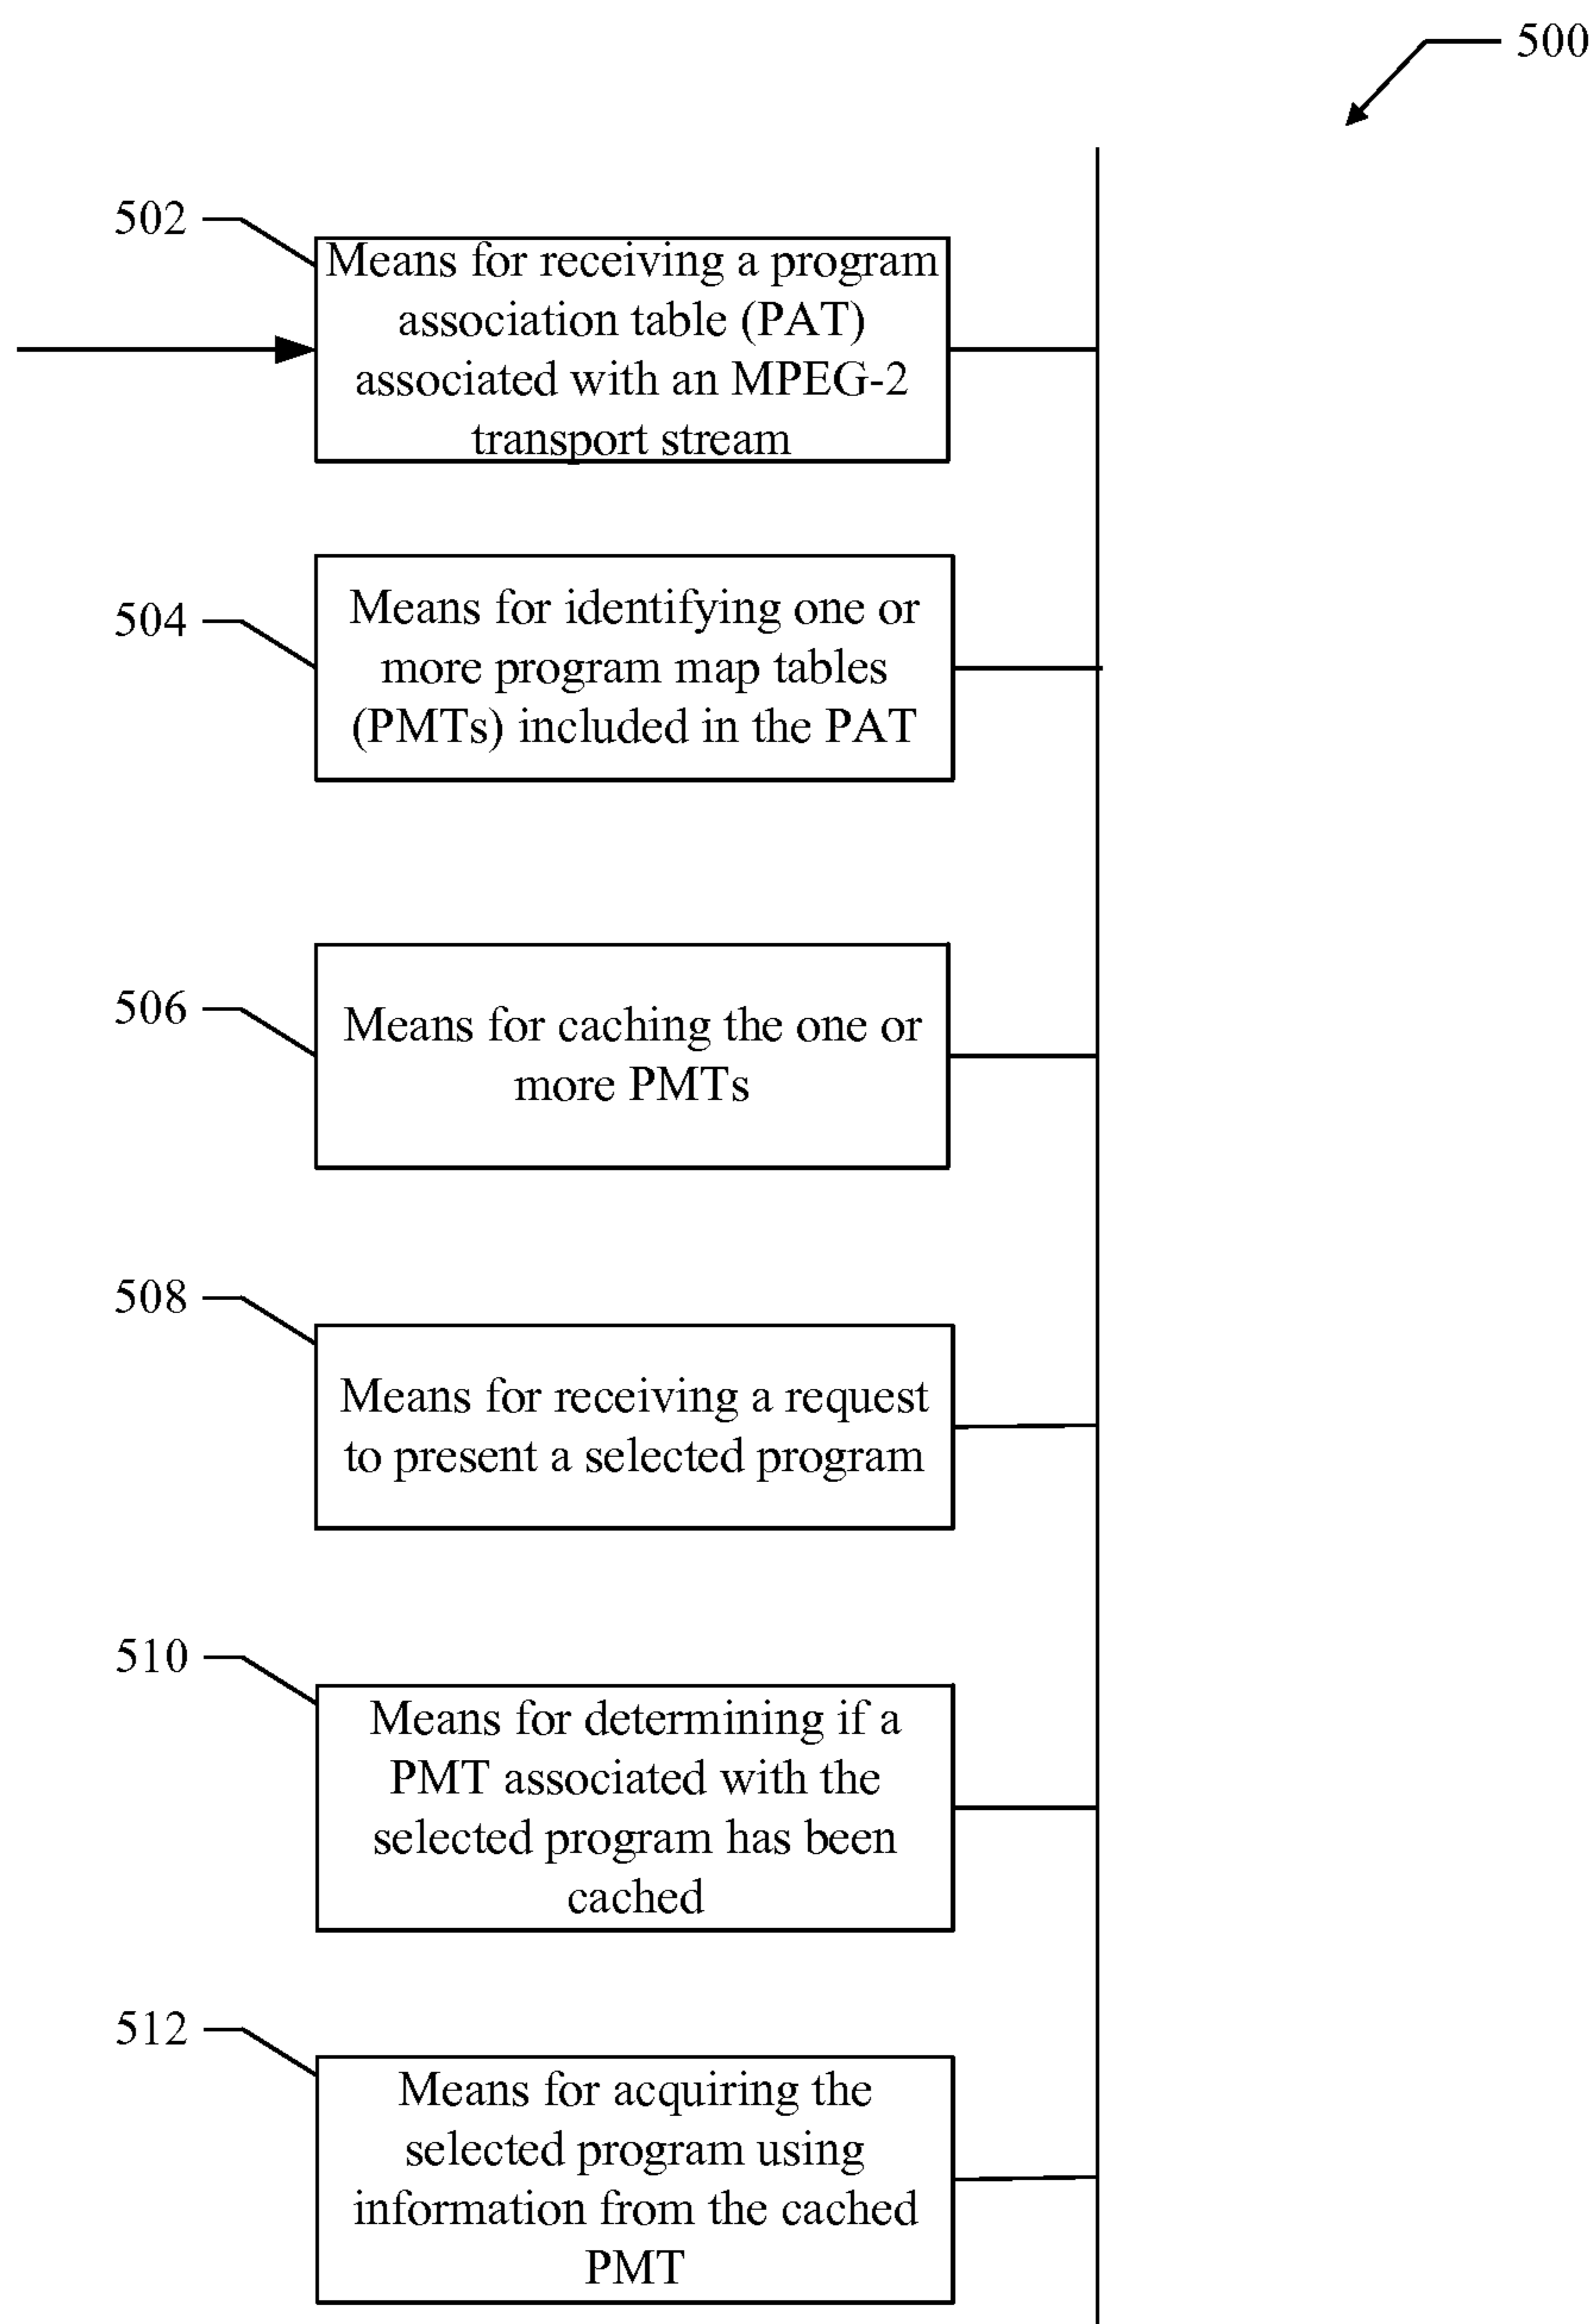 500
502
Means for receiving a program
association table (PAT)
associated with an MPEG-2
transport stream
504
Means for identifying one or
more program map tables
(PMTs) included in the PAT
506
Means for caching the one or
more PMTs
508
Means for receiving a request
to present a selected program
510
Means for determining if a
PMT associated with the
selected program has been
cached
512
Means for acquiring the
selected program using
information from the cached
PMT